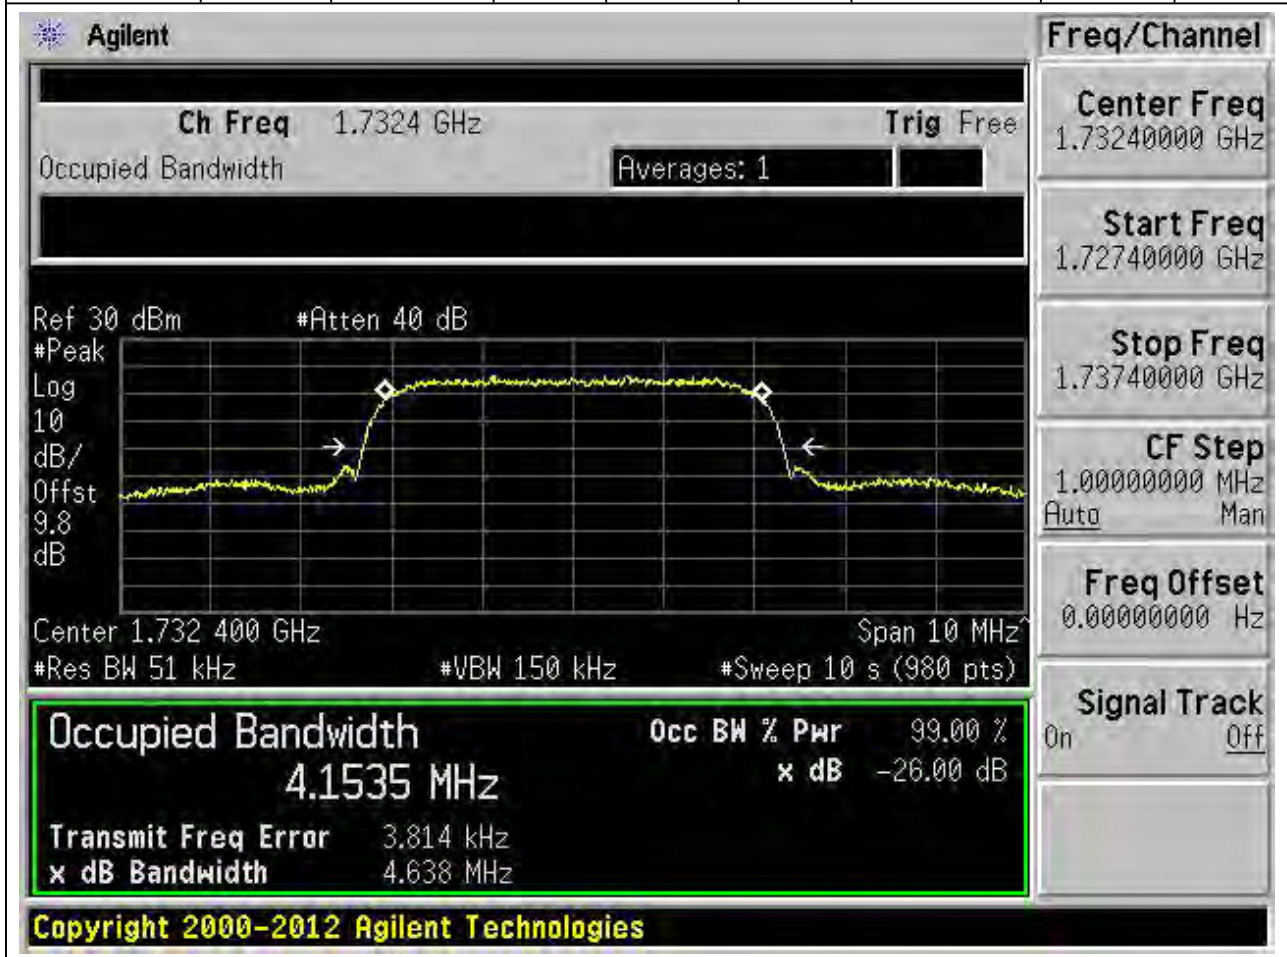 Agilent
Freq/Channel
Ch Freq 1.7324 GHz Trig Free
Occupied Bandwidth Averages: 1
Center Freq
1.73240000 GHz
Start Freq
1.72740000 GHz
Stop Freq
1.73740000 GHz
CF Step
1.00000000 MHz
Auto Man
Freq Offset
0.00000000 Hz
Signal Track
On Off
Ref 30 dBm #Atten 40 dB
#Peak
Log
10
dB/
Offst
9.8
dB
Center 1.732 400 GHz Span 10 MHz^
#Res BW 51 kHz #VBW 150 kHz #Sweep 10 s (980 pts)
Occupied Bandwidth
4.1535 MHz
Occ BW % Pwr 99.00 %
x dB -26.00 dB
Transmit Freq Error 3.814 kHz
x dB Bandwidth 4.638 MHz
Copyright 2000-2012 Agilent Technologies